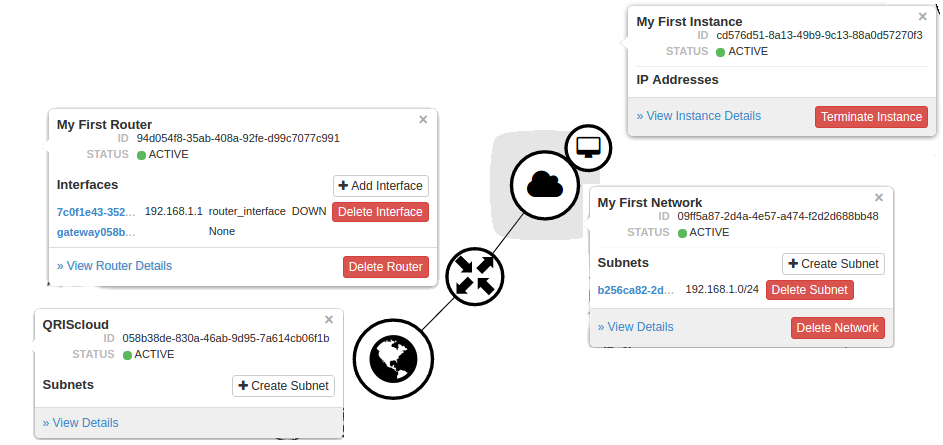 My First Instance
ID cd576d51-8a13-49b9-9c13-88a0d57270f3
STATUS ACTIVE
IP Addresses
» View Instance Details Terminate Instance
My First Router
ID 94d054f8-35ab-408a-92fe-d99c7077c991
STATUS ACTIVE
Interfaces + Add Interface
7c0f1e43-352... 192.168.1.1 router_interface DOWN Delete Interface
gateway058b... None
» View Router Details Delete Router
My First Network
ID 09ff5a87-2d4a-4e57-a474-f2d2d688bb48
STATUS ACTIVE
Subnets + Create Subnet
b256ca82-2d... 192.168.1.0/24 Delete Subnet
» View Details Delete Network
QRIScloud
ID 058b38de-830a-46ab-9d95-7a614cb06f1b
STATUS ACTIVE
Subnets + Create Subnet
» View Details